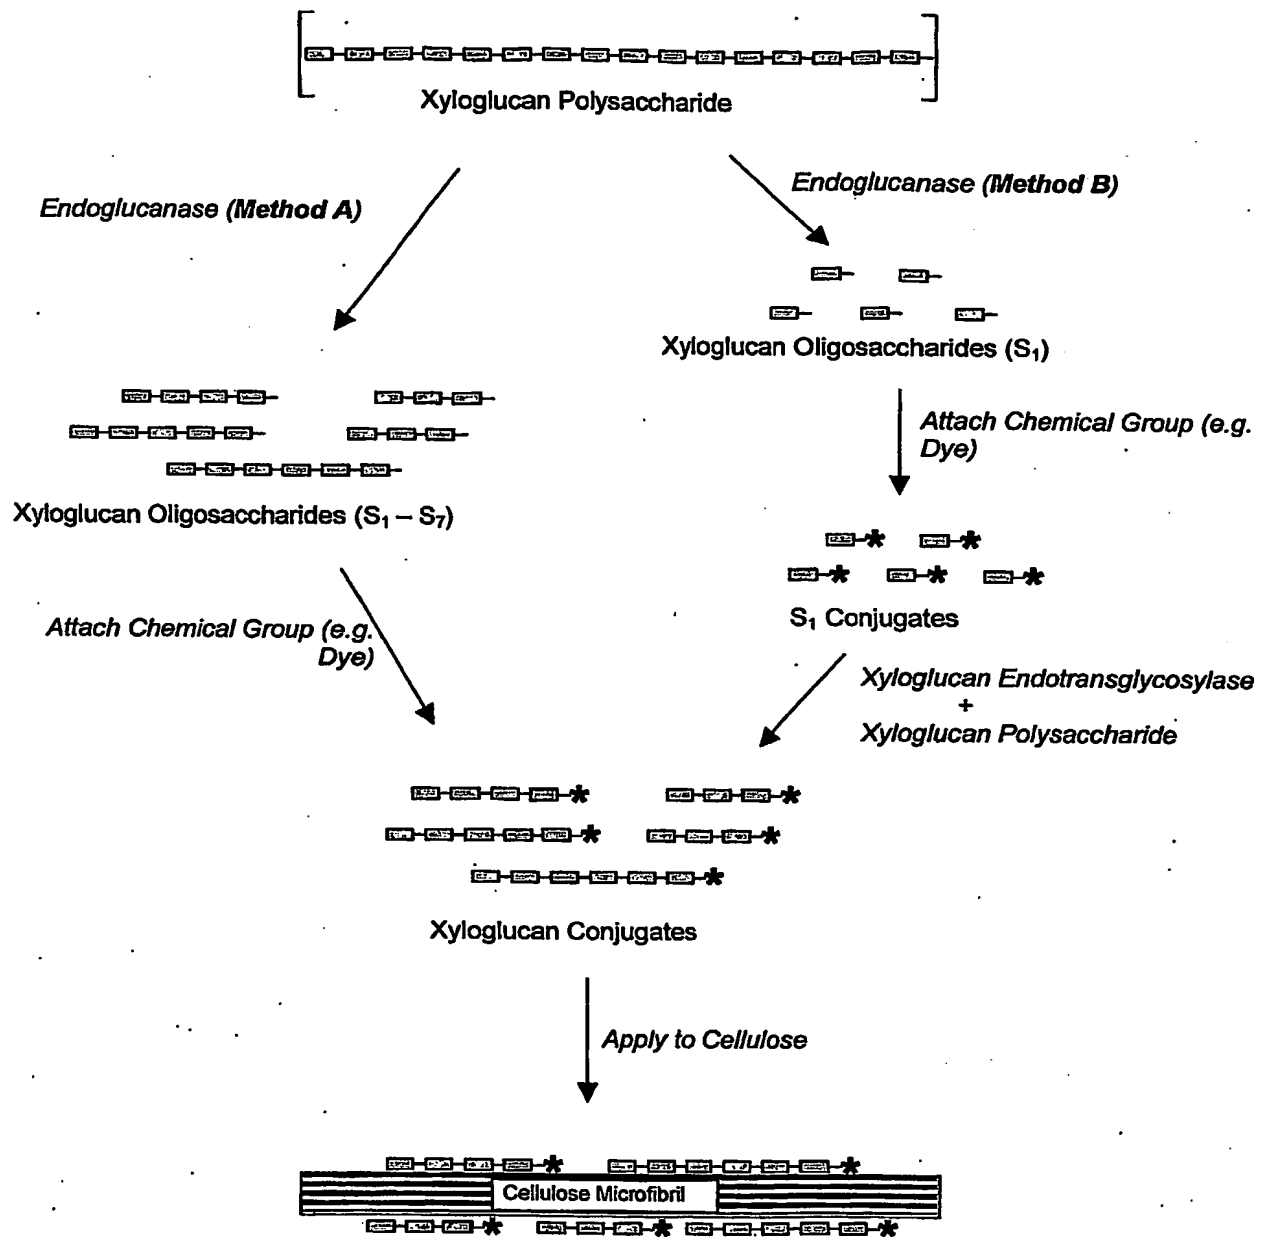 Xyloglucan Polysaccharide
Endoglucanase (Method A)
Endoglucanase (Method B)
Xyloglucan Oligosaccharides (S₁)
Attach Chemical Group (e.g.
Dye)
Xyloglucan Oligosaccharides (S₁ – S₇)
S₁ Conjugates
Attach Chemical Group (e.g.
Dye)
Xyloglucan Endotransglycosylase
+
Xyloglucan Polysaccharide
Xyloglucan Conjugates
Apply to Cellulose
Cellulose Microfibril